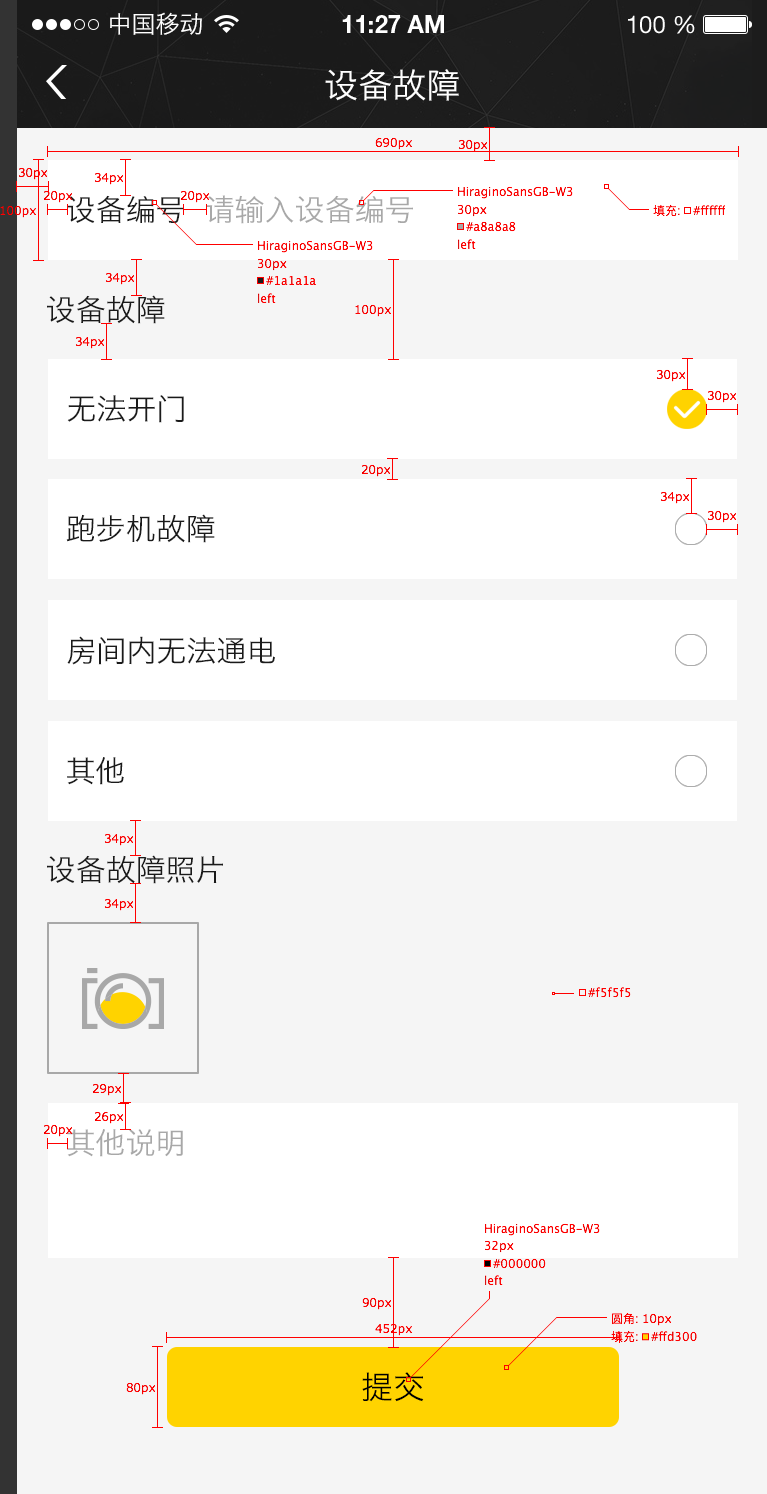 中国移动 11:27 AM 100 %
设备故障
690px 30px
30px 34px
20px 20px HiraginoSansGB-W3
100px 设备编号 请输入设备编号 30px 填充: #ffffff
#a8a8a8
left
HiraginoSansGB-W3
30px
#1a1a1a
left
34px
设备故障 100px
34px
30px
30px
无法开门
20px
34px
30px
跑步机故障
房间内无法通电
其他
34px
设备故障照片
34px
#f5f5f5
29px
26px
20px
其他说明
HiraginoSansGB-W3
32px
#000000
left
90px
圆角: 10px
452px
填充: #ffd300
80px 提交